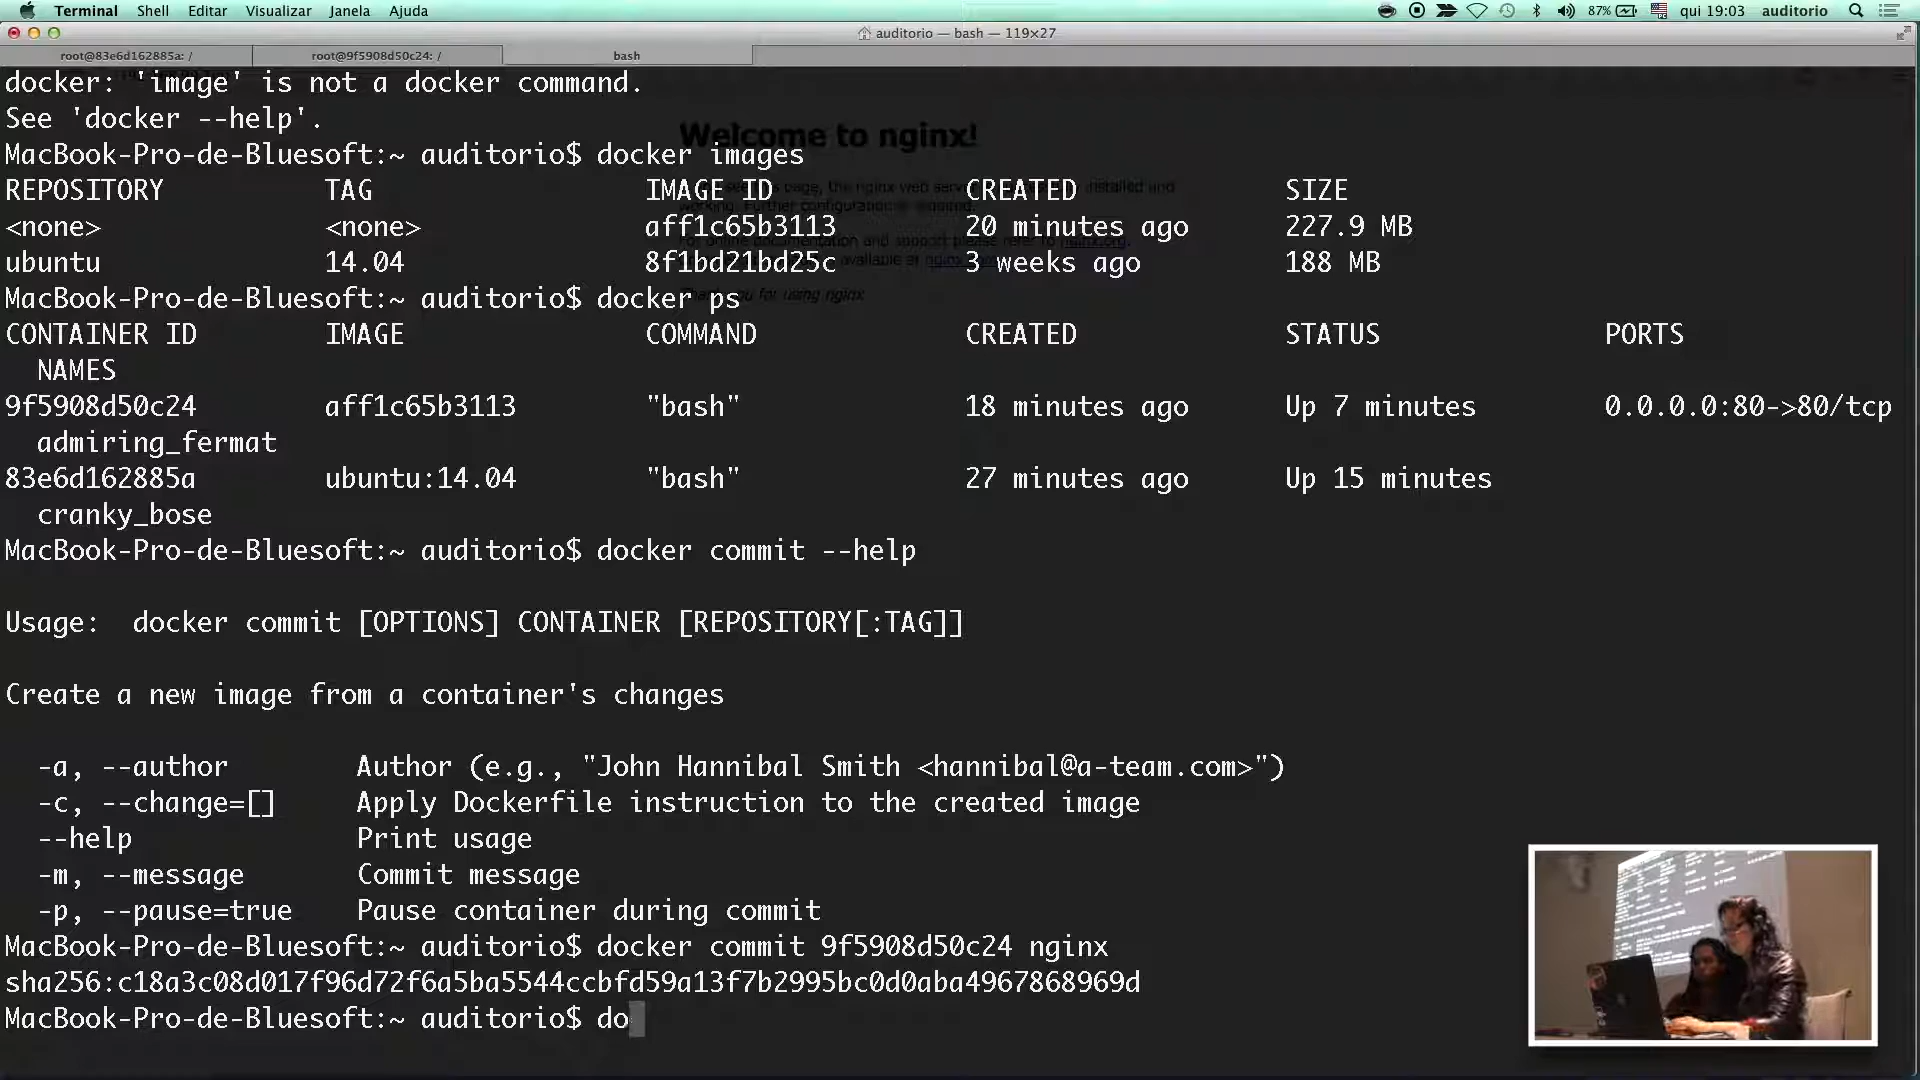 Terminal Shell Editar Visualizar Janela Ajuda 87% qui 19:03 auditorio
auditorio — bash — 119×27
root@83e6d162885a: / root@9f5908d50c24: / bash
docker: 'image' is not a docker command.
See 'docker --help'.
Welcome to nginx!
MacBook-Pro-de-Bluesoft:~ auditorio$ docker images
REPOSITORY TAG IMAGE ID CREATED SIZE
<none> <none> aff1c65b3113 20 minutes ago 227.9 MB
ubuntu 14.04 8f1bd21bd25c 3 weeks ago 188 MB
MacBook-Pro-de-Bluesoft:~ auditorio$ docker ps
for using nginx
CONTAINER ID IMAGE COMMAND CREATED STATUS PORTS
NAMES
9f5908d50c24 aff1c65b3113 "bash" 18 minutes ago Up 7 minutes 0.0.0.0:80->80/tcp
admiring_fermat
83e6d162885a ubuntu:14.04 "bash" 27 minutes ago Up 15 minutes
cranky_bose
MacBook-Pro-de-Bluesoft:~ auditorio$ docker commit --help
Usage: docker commit [OPTIONS] CONTAINER [REPOSITORY[:TAG]]
Create a new image from a container's changes
-a, --author Author (e.g., "John Hannibal Smith <hannibal@a-team.com>")
-c, --change=[] Apply Dockerfile instruction to the created image
--help Print usage
-m, --message Commit message
-p, --pause=true Pause container during commit
MacBook-Pro-de-Bluesoft:~ auditorio$ docker commit 9f5908d50c24 nginx
sha256:c18a3c08d017f96d72f6a5ba5544ccbfd59a13f7b2995bc0d0aba4967868969d
MacBook-Pro-de-Bluesoft:~ auditorio$ do